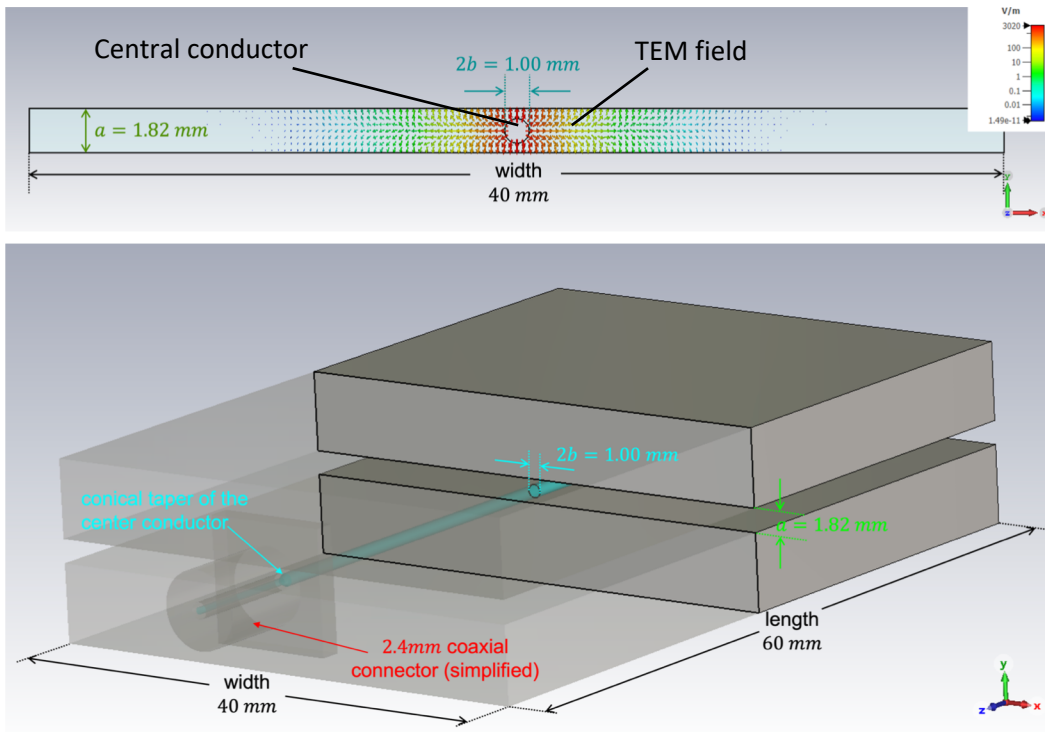 V/m
3020
100
10
1
0.1
0.01
1.49e-11
Central conductor
2b = 1.00 mm
TEM field
a = 1.82 mm
width
40 mm
y
z
x
2b = 1.00 mm
conical taper of the
center conductor
a = 1.82 mm
length
60 mm
2.4mm coaxial
connector (simplified)
width
40 mm
y
z
x